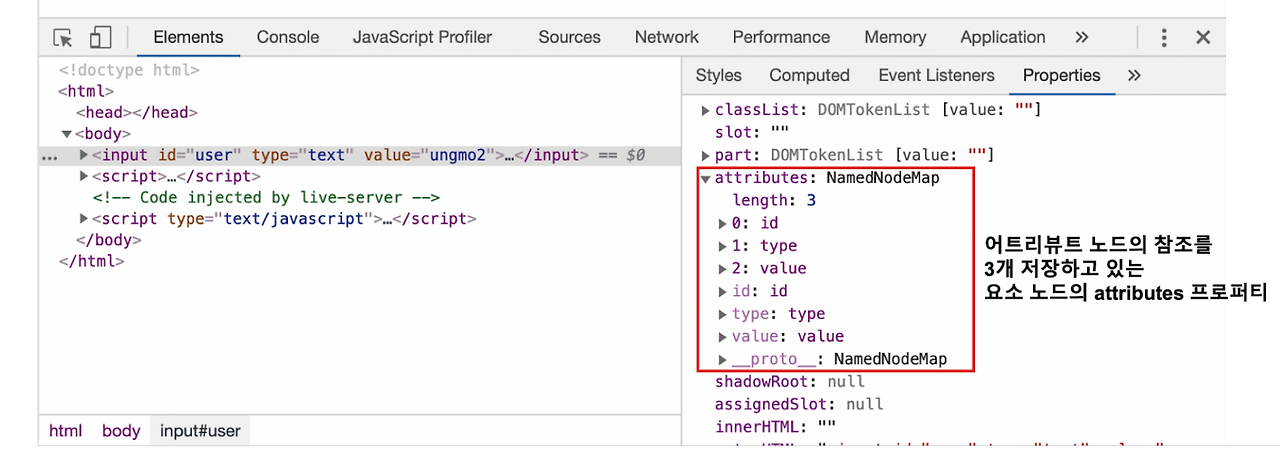 Elements Console JavaScript Profiler Sources Network Performance Memory Application »
<!doctype html>
<html>
<head></head>
▼<body>
… ▶<input id="user" type="text" value="ungmo2">…</input> == $0
▶<script>…</script>
<!-- Code injected by live-server -->
▶<script type="text/javascript">…</script>
</body>
</html>
html body input#user
Styles Computed Event Listeners Properties »
▶classList: DOMTokenList [value: ""]
slot: ""
▶part: DOMTokenList [value: ""]
▼attributes: NamedNodeMap
length: 3
▶0: id
▶1: type
▶2: value
▶id: id
▶type: type
▶value: value
▶__proto__: NamedNodeMap
shadowRoot: null
assignedSlot: null
innerHTML: ""
어트리뷰트 노드의 참조를
3개 저장하고 있는
요소 노드의 attributes 프로퍼티